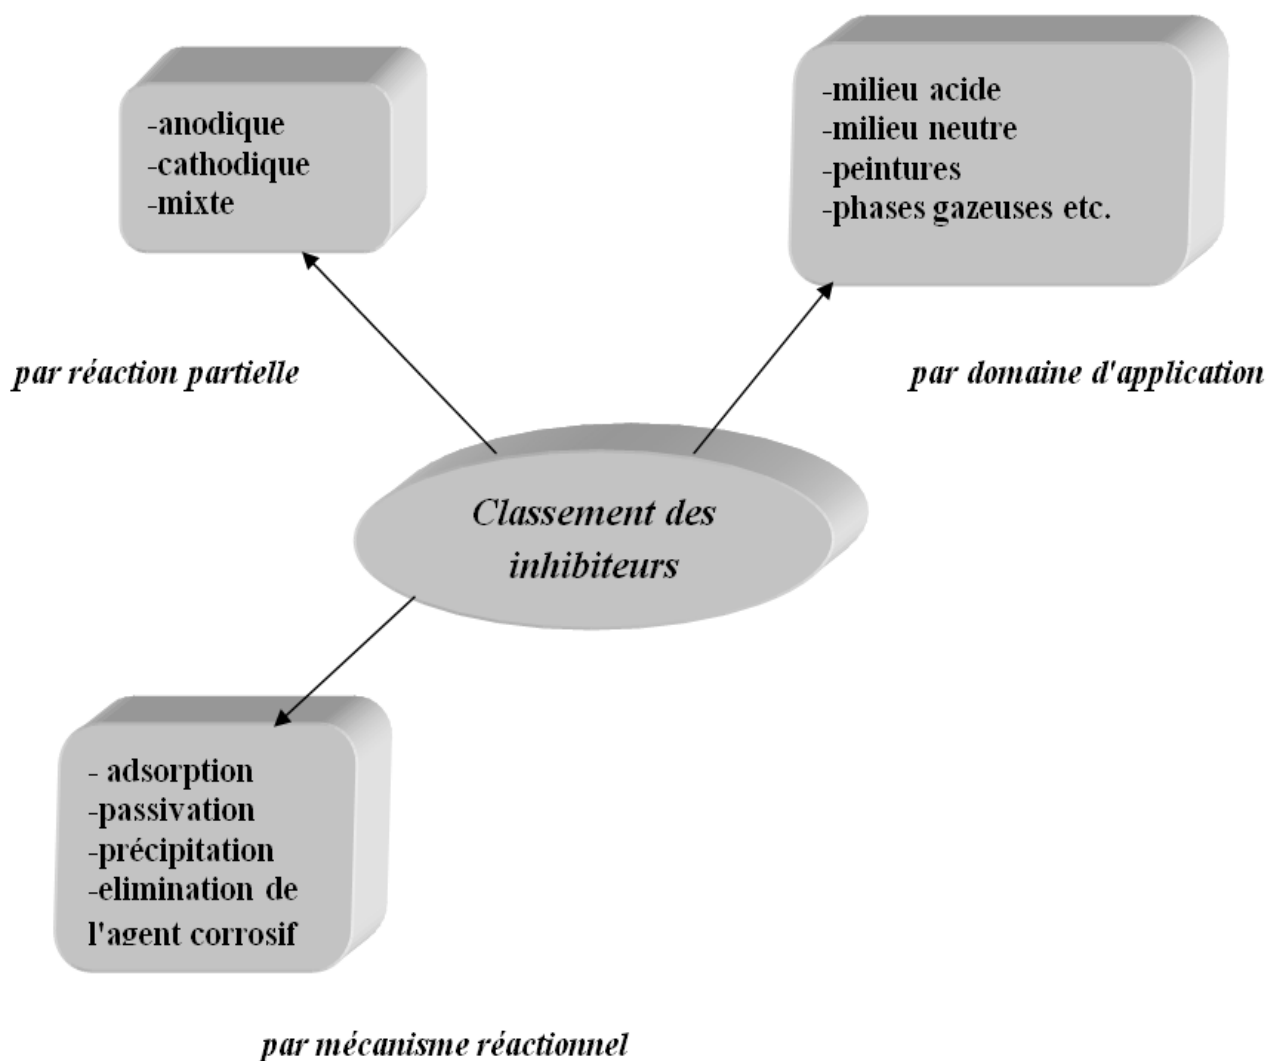 -anodique
-cathodique
-mixte
-milieu acide
-milieu neutre
-peintures
-phases gazeuses etc.
par réaction partielle
par domaine d'application
Classement des
inhibiteurs
- adsorption
-passivation
-précipitation
-elimination de
l'agent corrosif
par mécanisme réactionnel